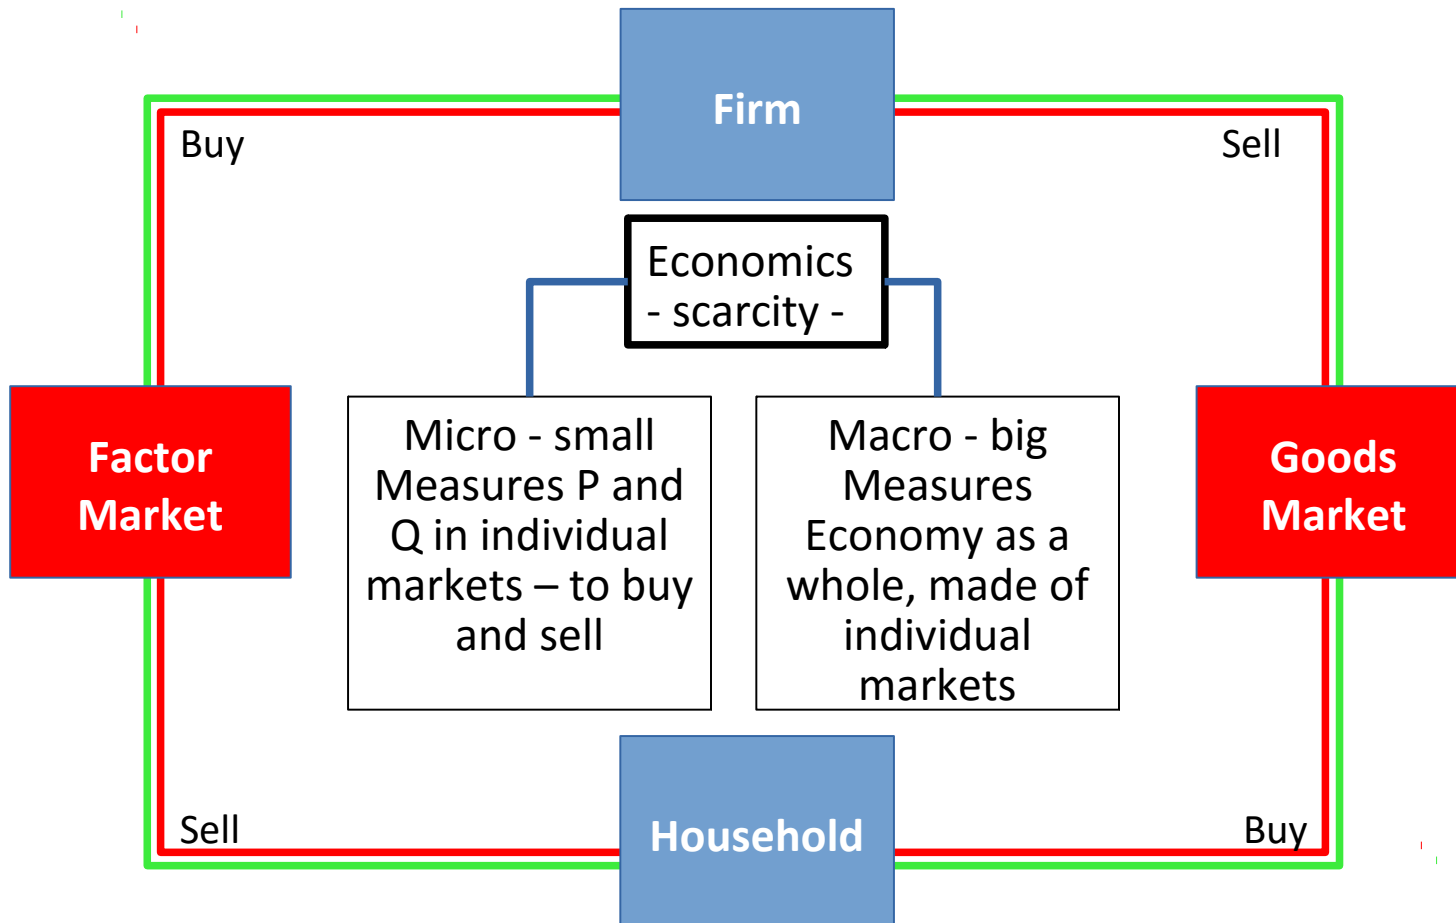 Firm
Buy
Sell
Economics
- scarcity -
Factor
Market
Micro - small
Measures P and
Q in individual
markets – to buy
and sell
Macro - big
Measures
Economy as a
whole, made of
individual
markets
Goods
Market
Sell
Household
Buy